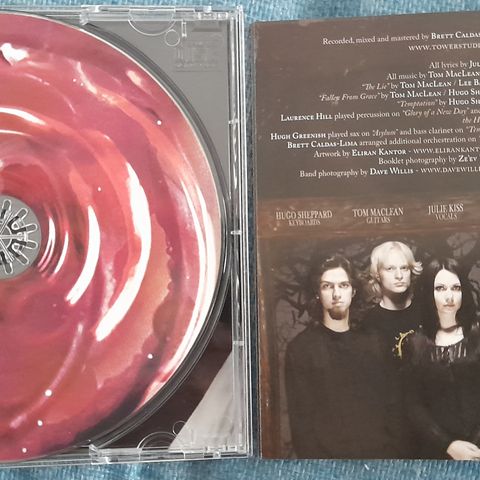 Recorded, mixed and mastered by Brett Caldas
www.towerstud
All lyrics by Jul
All music by Tom MacLean
"The Lie" by Tom MacLean / Lee Ba
"Fallen From Grace" by Tom MacLean / Hugo Sh
"Temptation" by Hugo Sh
Laurence Hill played percussion on "Glory of a New Day" and
the H
Hugh Greenish played sax on "Asylum" and bass clarinet on "Te
Brett Caldas-Lima arranged additional orchestration on
Artwork by Eliran Kantor - www.elirankant
Booklet photography by Ze'ev
Band photography by Dave Willis - www.davewill
HUGO SHEPPARD
KEYBOARDS
TOM MACLEAN
GUITARS
JULIE KISS
VOCALS